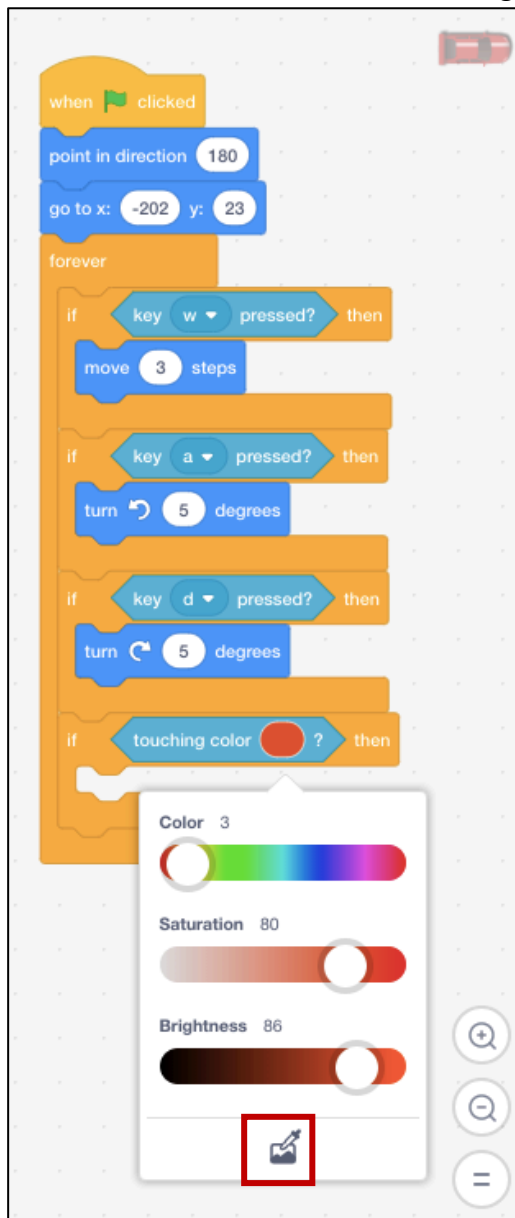 when clicked
point in direction 180
go to x: -202 y: 23
forever
if key w pressed? then
move 3 steps
if key a pressed? then
turn 5 degrees
if key d pressed? then
turn 5 degrees
if touching color ? then
Color 3
Saturation 80
Brightness 86